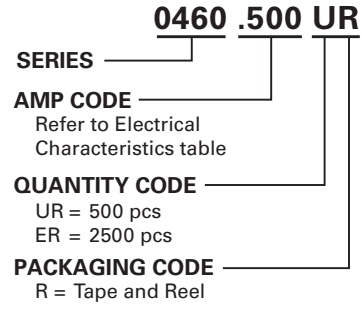 0460 .500 UR
SERIES
AMP CODE
Refer to Electrical
Characteristics table
QUANTITY CODE
UR = 500 pcs
ER = 2500 pcs
PACKAGING CODE
R = Tape and Reel